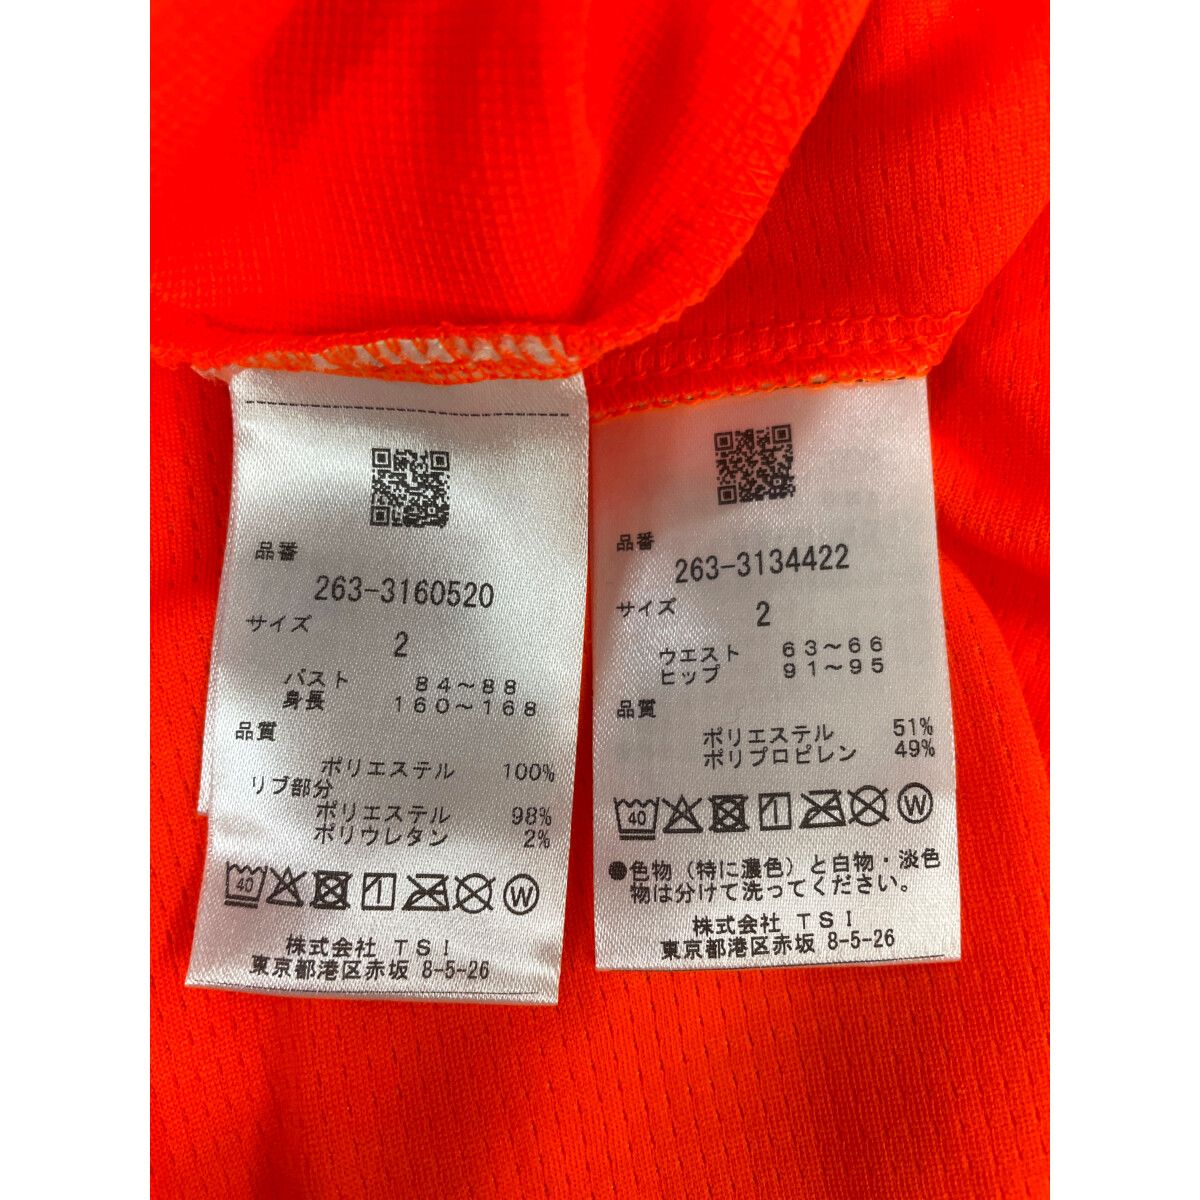 品番
263-3160520
サイズ
2
バスト 84～88
身長 160～168
品質
ポリエステル 100%
リブ部分
ポリエステル 98%
ポリウレタン 2%
40
W
株式会社 TSI
東京都港区赤坂 8-5-26
品番
263-3134422
サイズ
2
ウエスト 63～66
ヒップ 91～95
品質
ポリエステル 51%
ポリプロピレン 49%
40
W
●色物（特に濃色）と白物・淡色
物は分けて洗ってください。
株式会社 TSI
東京都港区赤坂 8-5-26